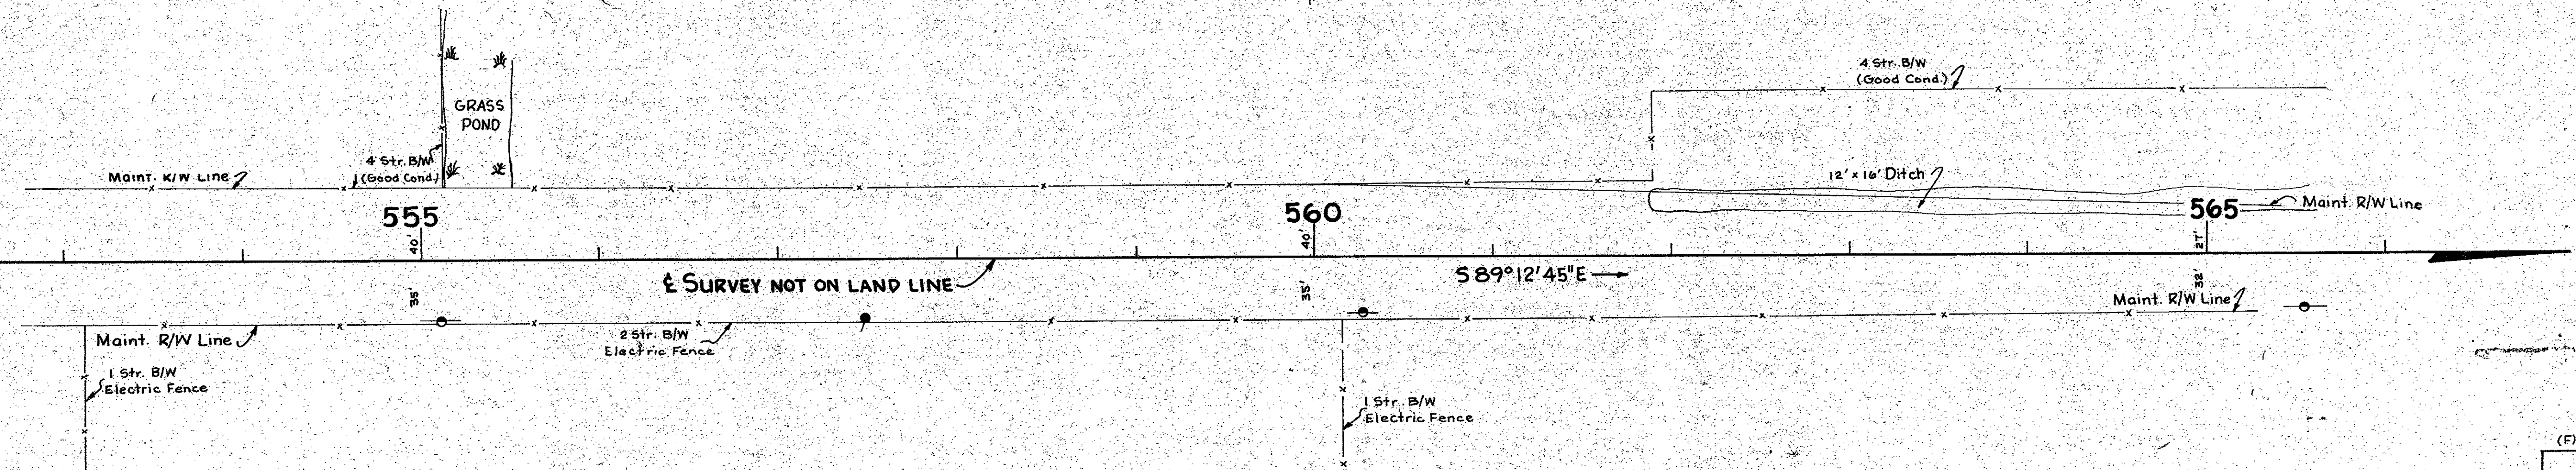 4 Str. B/W
(Good Cond.)
GRASS
POND
4 Str. B/W
(Good Cond.)
Maint. R/W Line
12' x 16' Ditch
Maint. R/W Line
555
560
565
40'
40'
27'
℄ SURVEY NOT ON LAND LINE
S 89°12'45"E
35'
35'
32'
Maint. R/W Line
Maint. R/W Line
2 Str. B/W
Electric Fence
1 Str. B/W
Electric Fence
1 Str. B/W
Electric Fence
(F)